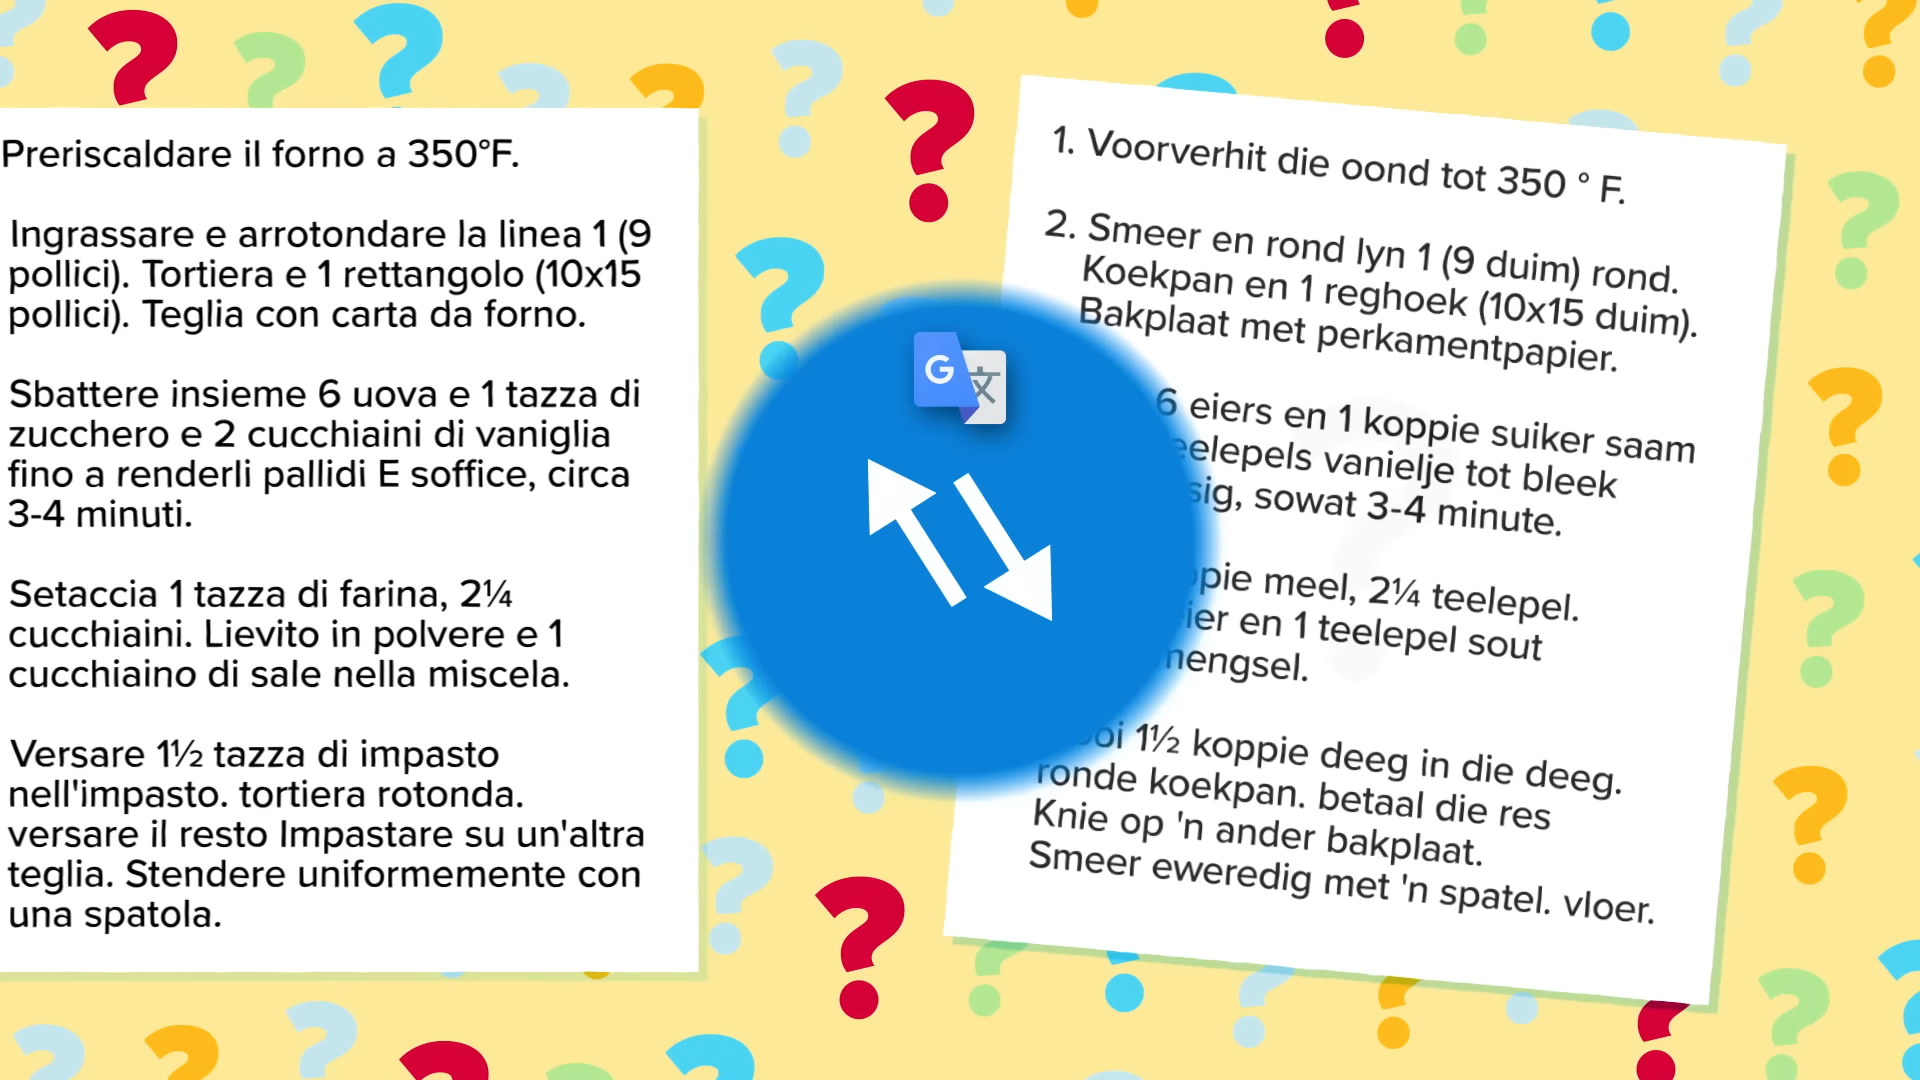 Preriscaldare il forno a 350°F.
Ingrassare e arrotondare la linea 1 (9
pollici). Tortiera e 1 rettangolo (10x15
pollici). Teglia con carta da forno.
Sbattere insieme 6 uova e 1 tazza di
zucchero e 2 cucchiaini di vaniglia
fino a renderli pallidi E soffice, circa
3-4 minuti.
Setaccia 1 tazza di farina, 2¼
cucchiaini. Lievito in polvere e 1
cucchiaino di sale nella miscela.
Versare 1½ tazza di impasto
nell'impasto. tortiera rotonda.
versare il resto Impastare su un'altra
teglia. Stendere uniformemente con
una spatola.
G 文
1. Voorverhit die oond tot 350 ° F.
2. Smeer en rond lyn 1 (9 duim) rond.
Koekpan en 1 reghoek (10x15 duim).
Bakplaat met perkamentpapier.
6 eiers en 1 koppie suiker saam
vanielje tot bleek
sowat 3-4 minute.
meel, 2¼ teelepel.
en 1 teelepel sout
1½ koppie deeg in die deeg.
ronde koekpan. betaal die res
Knie op 'n ander bakplaat.
Smeer eweredig met 'n spatel. vloer.